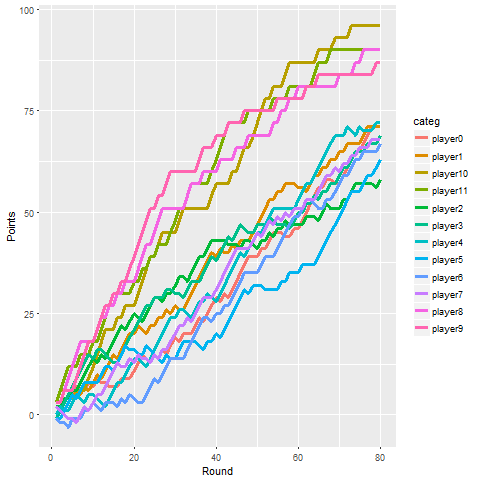 100
75
50
25
0
Points
0
20
40
60
80
Round
categ
player0
player1
player10
player11
player2
player3
player4
player5
player6
player7
player8
player9